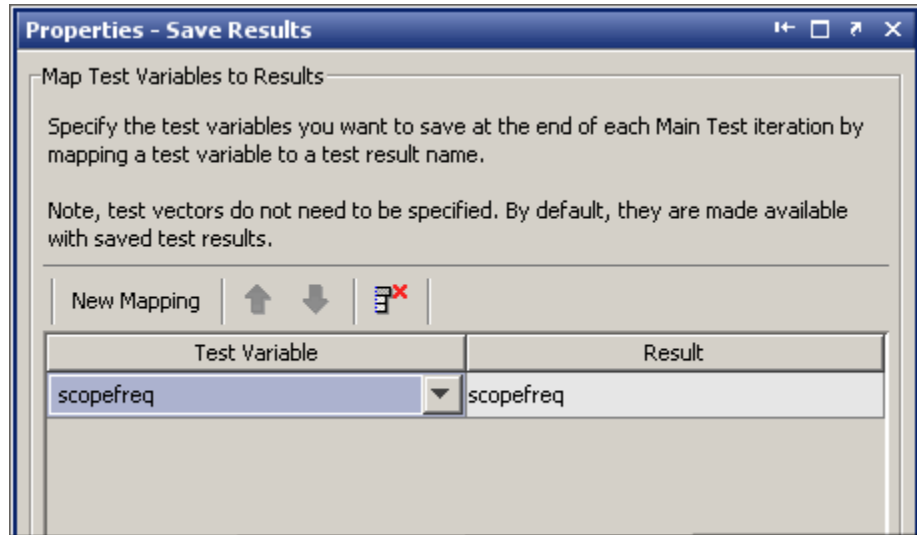 Properties - Save Results
Map Test Variables to Results
Specify the test variables you want to save at the end of each Main Test iteration by
mapping a test variable to a test result name.
Note, test vectors do not need to be specified. By default, they are made available
with saved test results.
New Mapping
Test Variable Result
scopefreq scopefreq